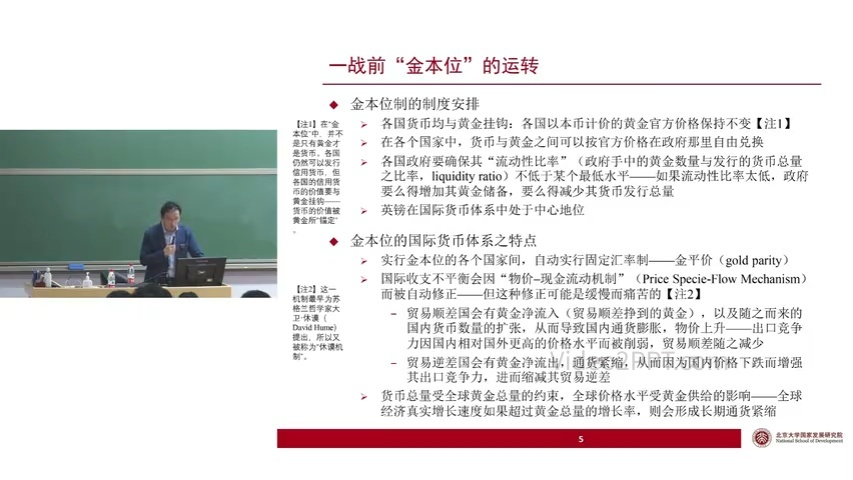 一战前“金本位”的运转
◆ 金本位制的制度安排
➢ 各国货币均与黄金挂钩：各国以本币计价的黄金官方价格保持不变【注1】
➢ 在各个国家中，货币与黄金之间可以按官方价格在政府那里自由兑换
➢ 各国政府要确保其“流动性比率”（政府手中的黄金数量与发行的货币总量
之比率，liquidity ratio）不低于某个最低水平——如果流动性比率太低，政府
要么得增加其黄金储备，要么得减少其货币发行总量
➢ 英镑在国际货币体系中处于中心地位
【注1】在“金
本位”中，并不
是只有黄金才
是货币。各国
仍然可以发行
信用货币，但
各国的信用货
币的价值要与
黄金挂钩——
货币的价值被
黄金所“锚定”
。
◆ 金本位的国际货币体系之特点
➢ 实行金本位的各个国家间，自动实行固定汇率制——金平价（gold parity）
➢ 国际收支不平衡会因“物价–现金流动机制”（Price Specie-Flow Mechanism）
而被自动修正——但这种修正可能是缓慢而痛苦的【注2】
– 贸易顺差国会有黄金净流入（贸易顺差挣到的黄金），以及随之而来的
国内货币数量的扩张，从而导致国内通货膨胀，物价上升——出口竞争
力因国内相对国外更高的价格水平而被削弱，贸易顺差随之减少
– 贸易逆差国会有黄金净流出，通货紧缩，从而因为国内价格下跌而增强
其出口竞争力，进而缩减其贸易逆差
➢ 货币总量受全球黄金总量的约束，全球价格水平受黄金供给的影响——全球
经济真实增长速度如果超过黄金总量的增长率，则会形成长期通货紧缩
【注2】这一
机制最早为苏
格兰哲学家大
卫·休谟（
David Hume）
提出，所以又
被称为“休谟机
制”。
5
北京大学国家发展研究院
National School of Development